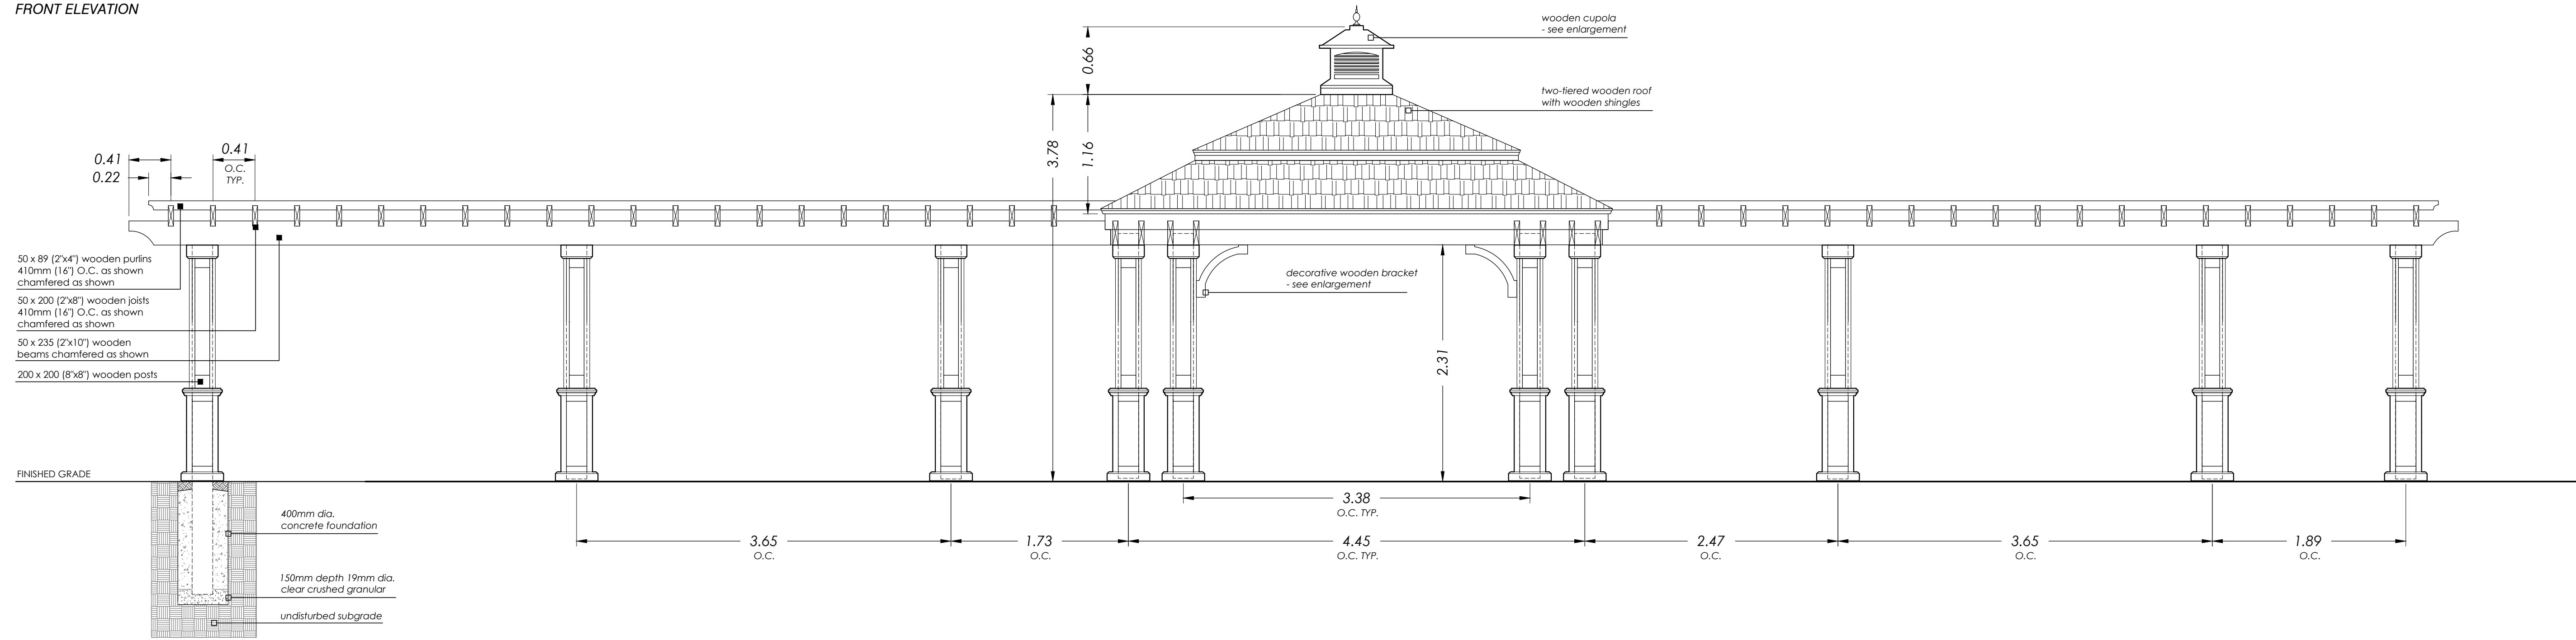 FRONT ELEVATION
wooden cupola
- see enlargement
0.66
two-tiered wooden roof
with wooden shingles
3.78
1.16
0.41
0.41
O.C.
TYP.
0.22
50 x 89 (2"x4") wooden purlins
410mm (16") O.C. as shown
chamfered as shown
50 x 200 (2"x8") wooden joists
410mm (16") O.C. as shown
chamfered as shown
50 x 235 (2"x10") wooden
beams chamfered as shown
200 x 200 (8"x8") wooden posts
decorative wooden bracket
- see enlargement
2.31
FINISHED GRADE
3.38
O.C. TYP.
400mm dia.
concrete foundation
3.65
O.C.
1.73
O.C.
4.45
O.C. TYP.
2.47
O.C.
3.65
O.C.
1.89
O.C.
150mm depth 19mm dia.
clear crushed granular
undisturbed subgrade